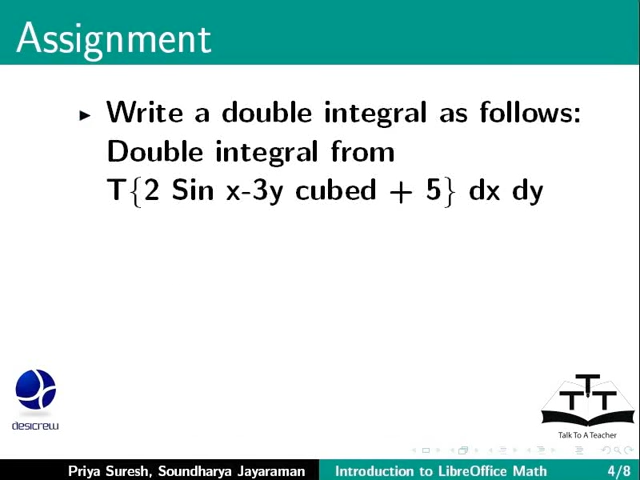 Assignment
Write a double integral as follows:
Double integral from
T{2 Sin x-3y cubed + 5} dx dy
desicrew
T T T
Talk To A Teacher
Priya Suresh, Soundharya Jayaraman Introduction to LibreOffice Math 4/8